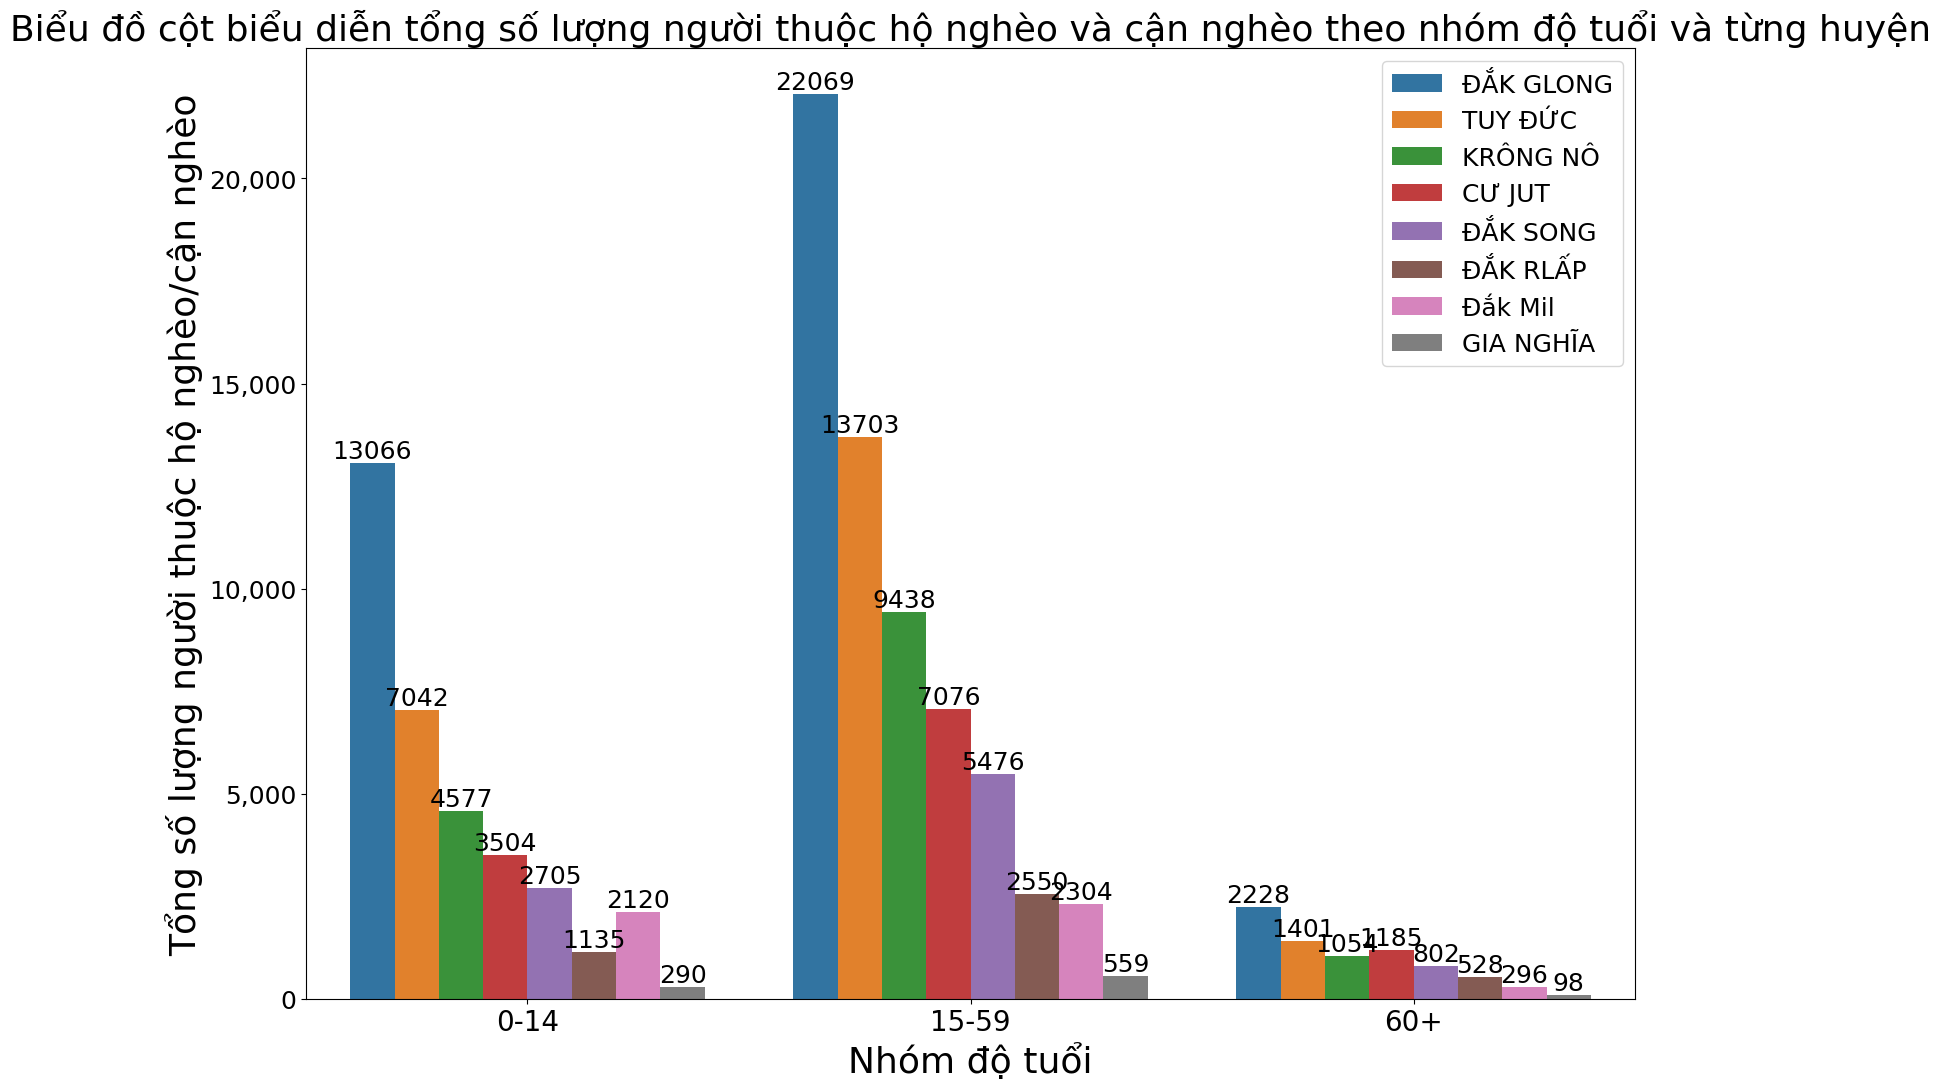 Biểu đồ cột biểu diễn tổng số lượng người thuộc hộ nghèo và cận nghèo theo nhóm độ tuổi và từng huyện
Tổng số lượng người thuộc hộ nghèo/cận nghèo
20,000
15,000
10,000
5,000
0
13066
7042
4577
3504
2705
1135
2120
290
22069
13703
9438
7076
5476
2550
2304
559
2228
1401
1054
1185
802
528
296
98
ĐẮK GLONG
TUY ĐỨC
KRÔNG NÔ
CƯ JUT
ĐẮK SONG
ĐẮK RLẤP
Đắk Mil
GIA NGHĨA
0-14
15-59
60+
Nhóm độ tuổi